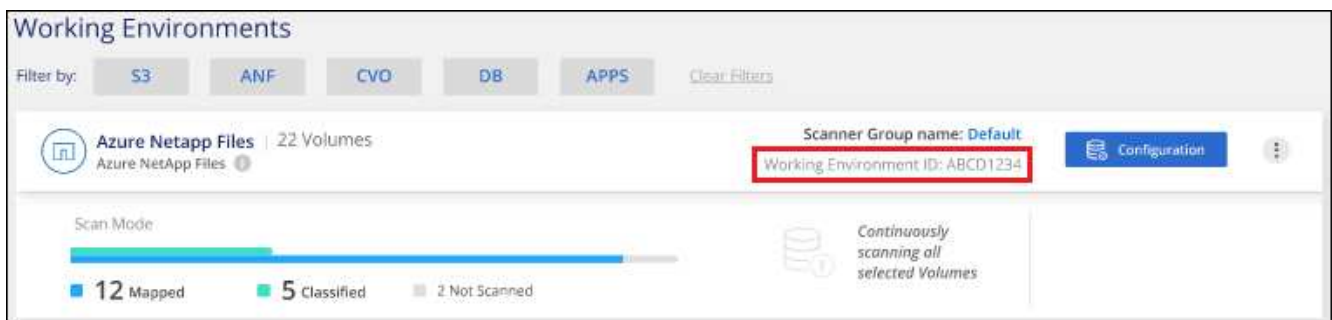 Working Environments
Filter by: S3 ANF CVO DB APPS Clear Filters
Azure Netapp Files | 22 Volumes
Azure NetApp Files
Scanner Group name: Default
Working Environment ID: ABCD1234
Configuration
Scan Mode
12 Mapped 5 Classified 2 Not Scanned
Continuously
scanning all
selected Volumes